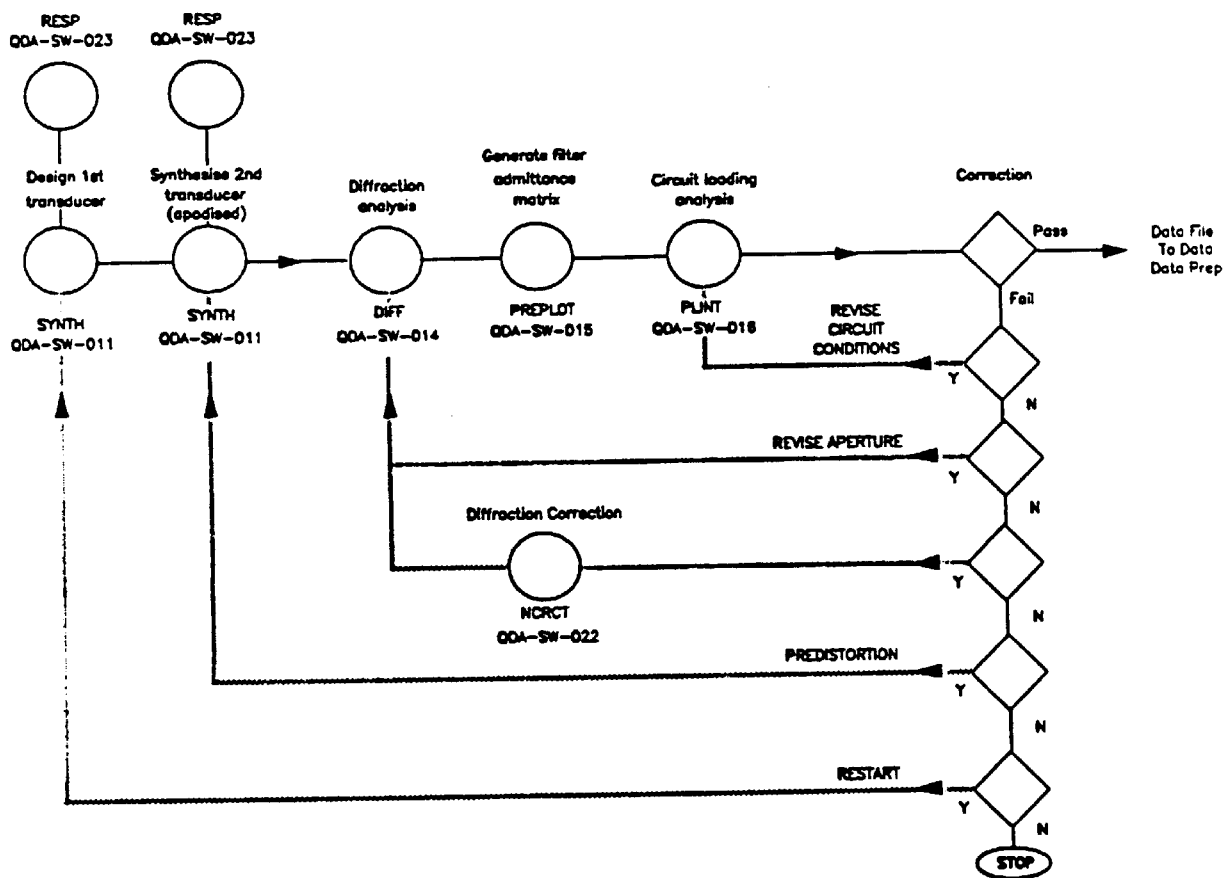 RESP
QDA-SW-023
RESP
QDA-SW-023
Design 1st
transducer
Synthesise 2nd
transducer
(apodised)
Diffraction
analysis
Generate filter
admittance
matrix
Circuit loading
analysis
Correction
Pass
Data File
To Data
Data Prep
Fail
SYNTH
QDA-SW-011
SYNTH
QDA-SW-011
DIFF
QDA-SW-014
PREPLOT
QDA-SW-015
PLINT
QDA-SW-016
REVISE
CIRCUIT
CONDITIONS
Y
N
REVISE APERTURE
Y
N
Diffraction Correction
NCRCT
QDA-SW-022
Y
N
PREDISTORTION
Y
N
RESTART
Y
N
STOP